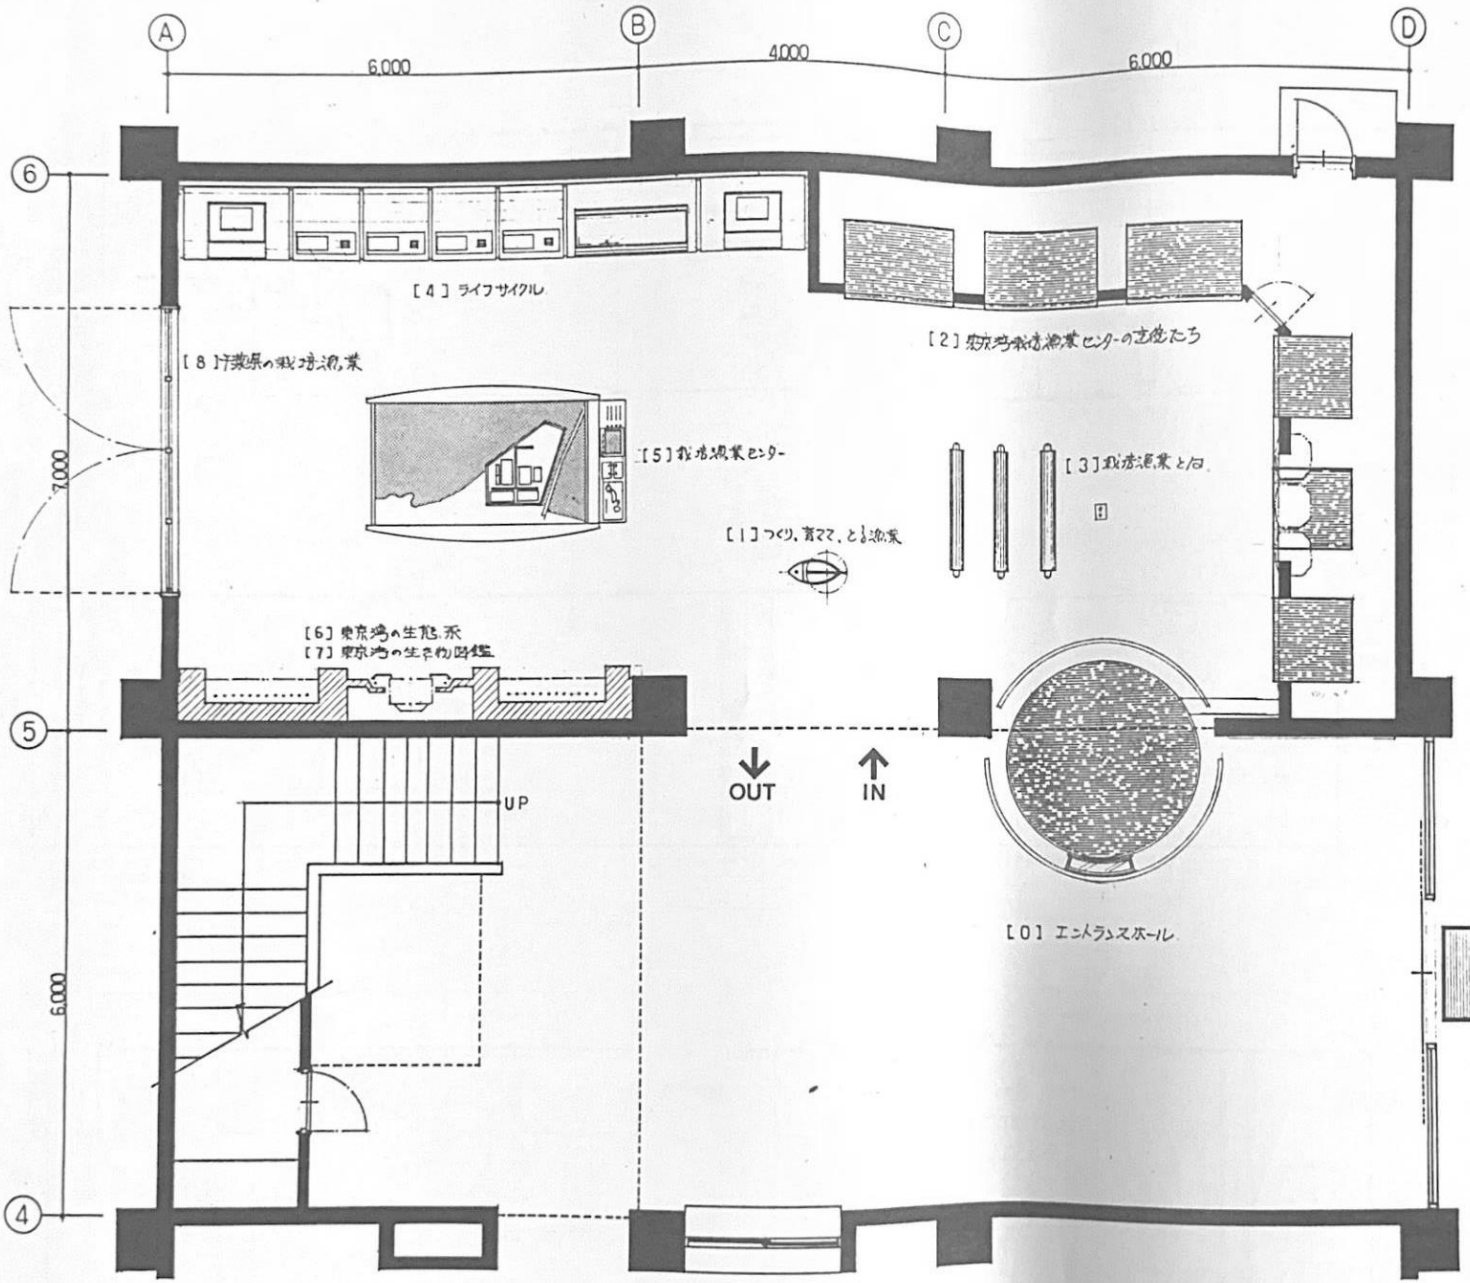 A
B
C
D
6,000
4,000
6,000
6
[4] ライフサイクル
[2] 東京湾栽培漁業センターの主役たち
[8] 千葉県の栽培漁業
7,000
[5] 栽培漁業センター
[3] 栽培漁業とは
[1] つくり、育てて、とる漁業
[6] 東京湾の生態系
[7] 東京湾の生き物図鑑
5
OUT
IN
UP
[0] エントランスホール
6,000
4